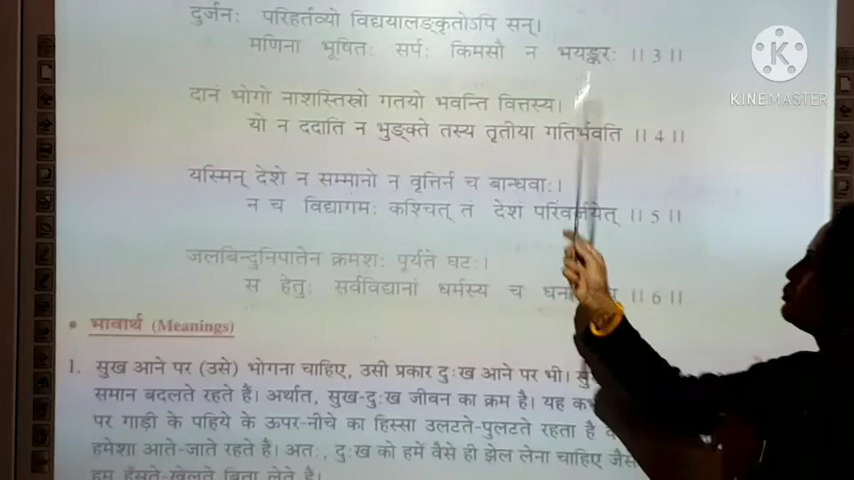 दुर्जनः परिहर्तव्यो विद्ययालङ्कृतोऽपि सन्।
मणिना भूषितः सर्पः किमसौ न भयङ्करः ॥ 3 ॥
दानं भोगो नाशस्तिस्रो गतयो भवन्ति वित्तस्य।
यो न ददाति न भुङ्क्ते तस्य तृतीया गतिर्भवति ॥ 4 ॥
यस्मिन् देशे न सम्मानो न वृत्तिर्न च बान्धवाः।
न च विद्यागमः कश्चित् तं देशं परिवर्जयेत् ॥ 5 ॥
जलबिन्दुनिपातेन क्रमशः पूर्यते घटः।
स हेतुः सर्वविद्यानां धर्मस्य च ॥ 6 ॥
• भावार्थ (Meanings)
1. सुख आने पर (उसे) भोगना चाहिए, उसी प्रकार दुःख आने पर भी।
समान बदलते रहते हैं। अर्थात, सुख-दुःख जीवन का क्रम है। यह
पर गाड़ी के पहिये के ऊपर-नीचे का हिस्सा उलटते-पुलटते रहता है
हमेशा आते-जाते रहते है। अतः, दुःख को हमें वैसे ही झेल लेना चाहिए जैसे
हम हँसते-खेलते बिता लेते है।
KINEMASTER